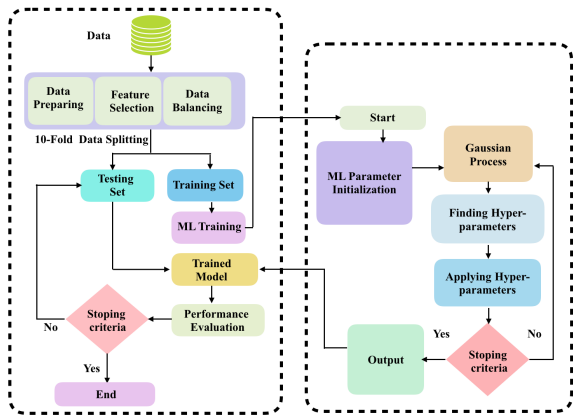 Data
Data
Preparing
Feature
Selection
Data
Balancing
10-Fold Data Splitting
Testing
Set
Training Set
ML Training
Trained
Model
Performance
Evaluation
Stoping
criteria
No
Yes
End
Start
ML Parameter
Initialization
Gaussian
Process
Finding Hyper-
parameters
Applying Hyper-
parameters
Stoping
criteria
Yes
No
Output